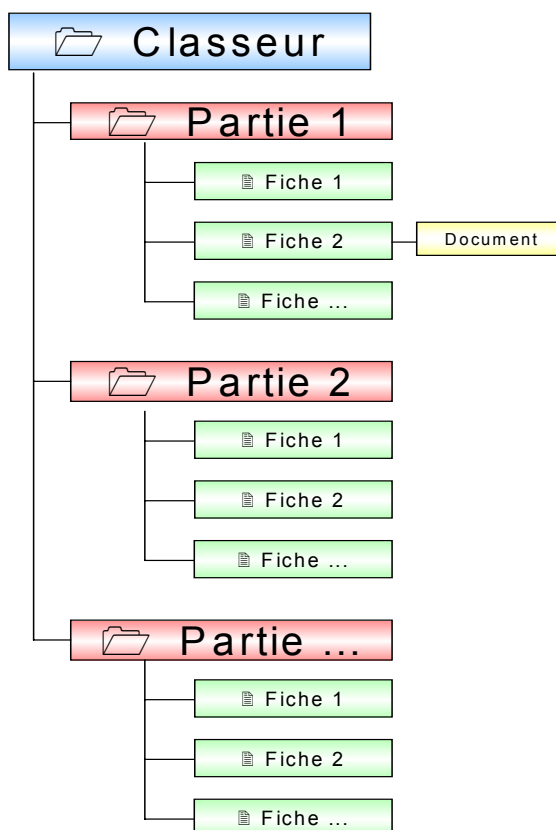 Classeur
Partie 1
Fiche 1
Fiche 2
Document
Fiche ...
Partie 2
Fiche 1
Fiche 2
Fiche ...
Partie ...
Fiche 1
Fiche 2
Fiche ...